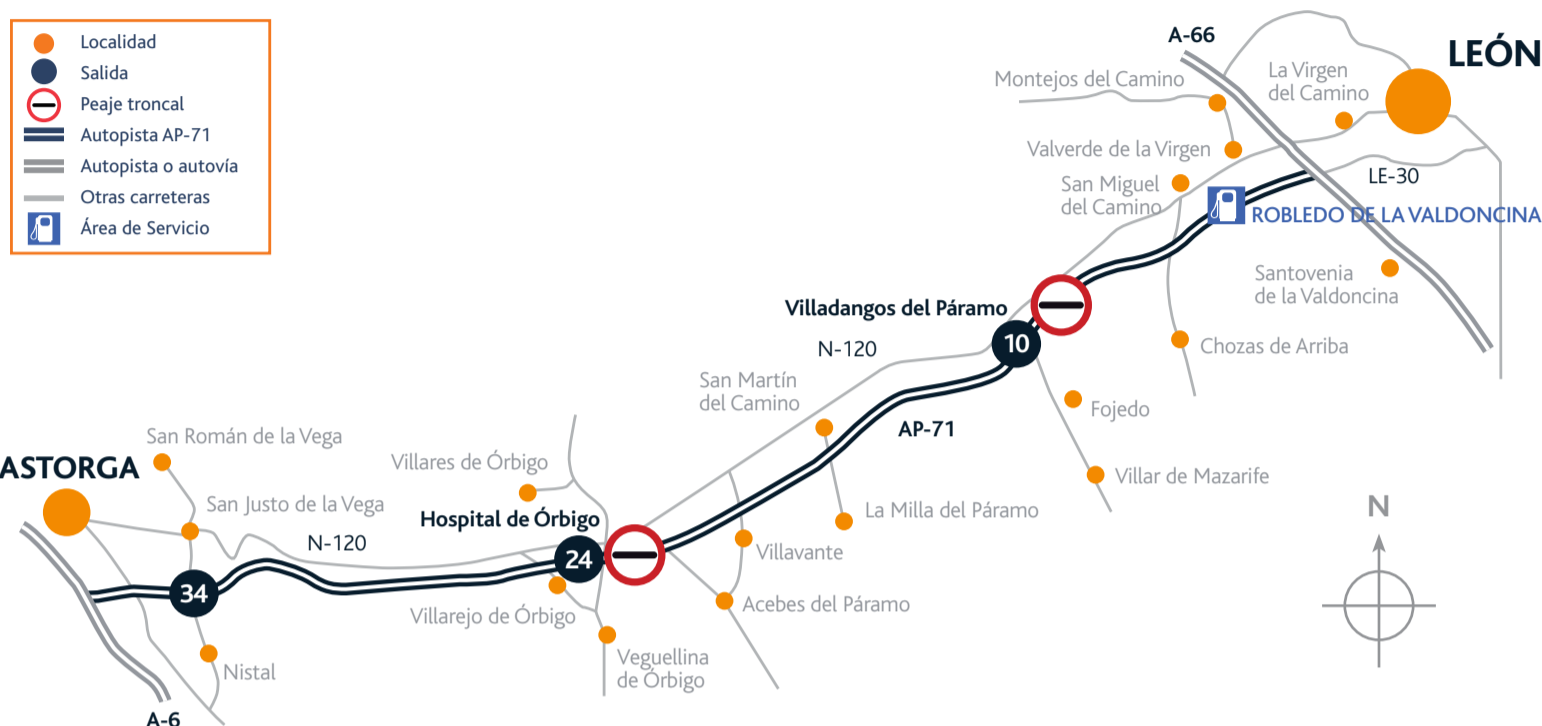 Localidad
Salida
Peaje troncal
Autopista AP-71
Autopista o autovía
Otras carreteras
Área de Servicio
A-66
LEÓN
Montejos del Camino
La Virgen
del Camino
Valverde de la Virgen
San Miguel
del Camino
LE-30
ROBLEDO DE LA VALDONCINA
Santovenia
de la Valdoncina
Villadangos del Páramo
10
N-120
Chozas de Arriba
San Martín
del Camino
Fojedo
AP-71
San Román de la Vega
ASTORGA
Villares de Órbigo
Villar de Mazarife
San Justo de la Vega
La Milla del Páramo
N
Hospital de Órbigo
N-120
24
Villavante
34
Villarejo de Órbigo
Acebes del Páramo
Nistal
Veguellina
de Órbigo
A-6